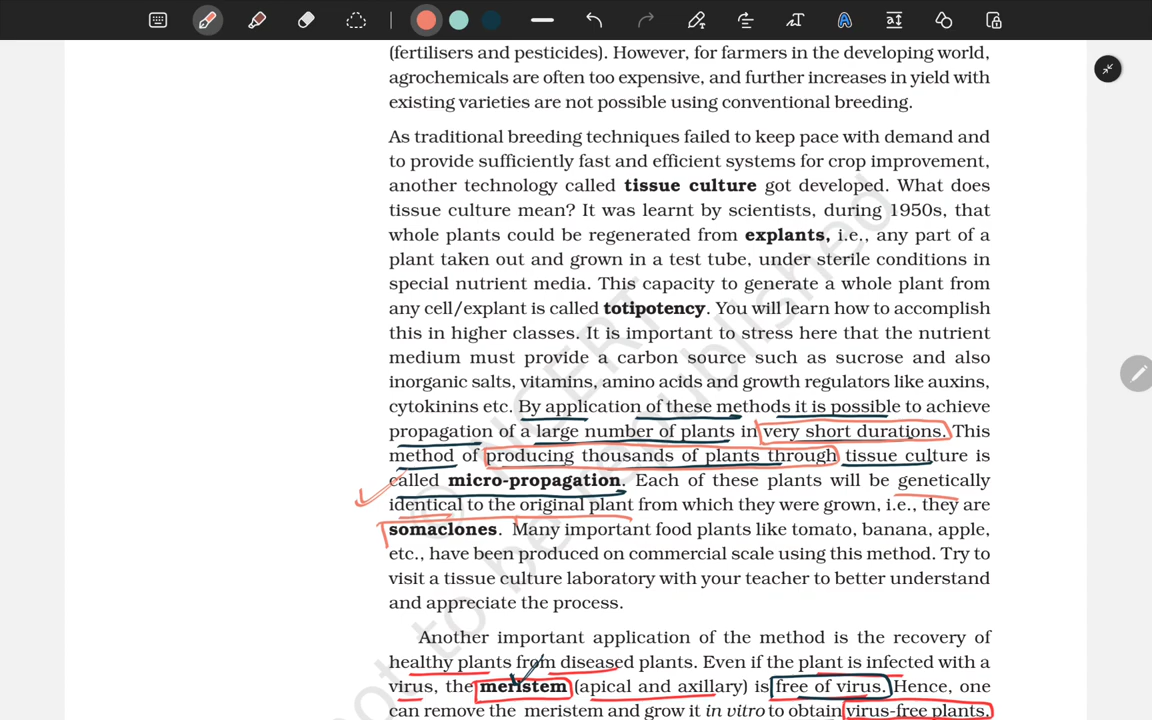 (fertilisers and pesticides). However, for farmers in the developing world,
agrochemicals are often too expensive, and further increases in yield with
existing varieties are not possible using conventional breeding.
As traditional breeding techniques failed to keep pace with demand and
to provide sufficiently fast and efficient systems for crop improvement,
another technology called tissue culture got developed. What does
tissue culture mean? It was learnt by scientists, during 1950s, that
whole plants could be regenerated from explants, i.e., any part of a
plant taken out and grown in a test tube, under sterile conditions in
special nutrient media. This capacity to generate a whole plant from
any cell/explant is called totipotency. You will learn how to accomplish
this in higher classes. It is important to stress here that the nutrient
medium must provide a carbon source such as sucrose and also
inorganic salts, vitamins, amino acids and growth regulators like auxins,
cytokinins etc. By application of these methods it is possible to achieve
propagation of a large number of plants in very short durations. This
method of producing thousands of plants through tissue culture is
called micro-propagation. Each of these plants will be genetically
identical to the original plant from which they were grown, i.e., they are
somaclones. Many important food plants like tomato, banana, apple,
etc., have been produced on commercial scale using this method. Try to
visit a tissue culture laboratory with your teacher to better understand
and appreciate the process.
Another important application of the method is the recovery of
healthy plants from diseased plants. Even if the plant is infected with a
virus, the meristem (apical and axillary) is free of virus. Hence, one
can remove the meristem and grow it in vitro to obtain virus-free plants.
© NCERT
not to be republished